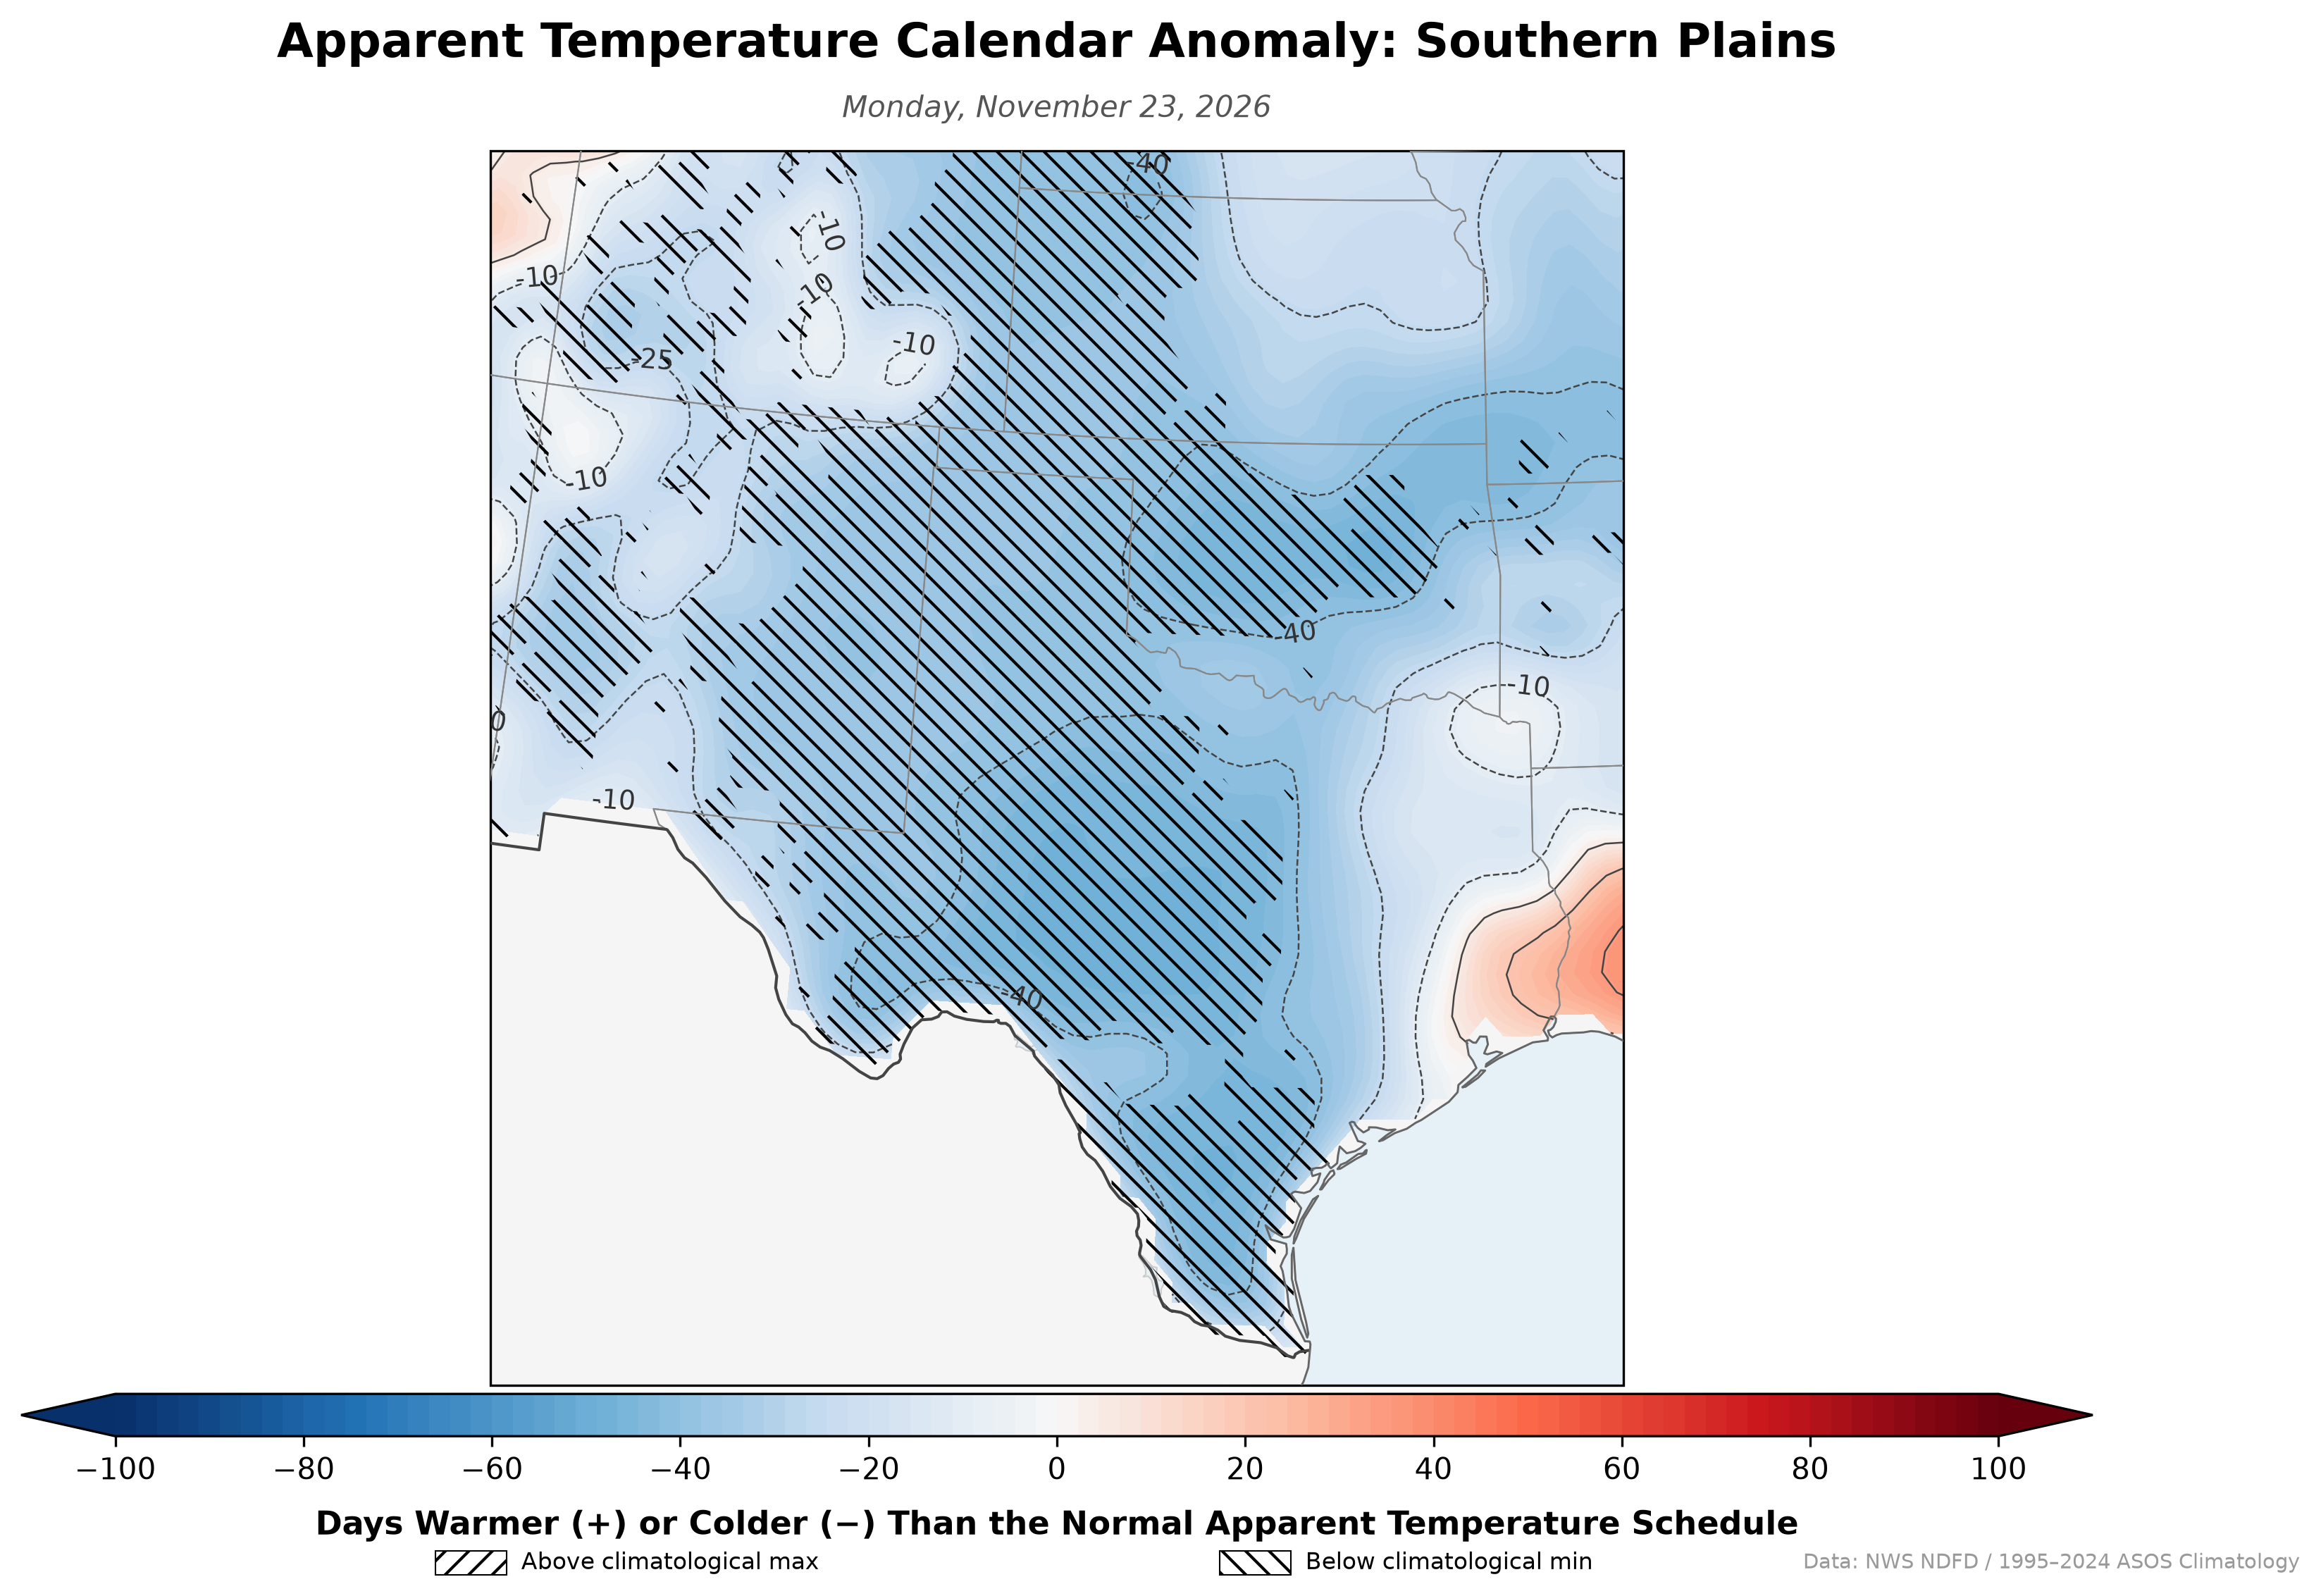 Apparent Temperature Calendar Anomaly: Southern Plains
Monday, November 23, 2026
-40
-10
-10
-10
-10
-25
-10
-40
-10
0
-10
-40
−100 −80 −60 −40 −20 0 20 40 60 80 100
Days Warmer (+) or Colder (−) Than the Normal Apparent Temperature Schedule
Above climatological max
Below climatological min
Data: NWS NDFD / 1995–2024 ASOS Climatology